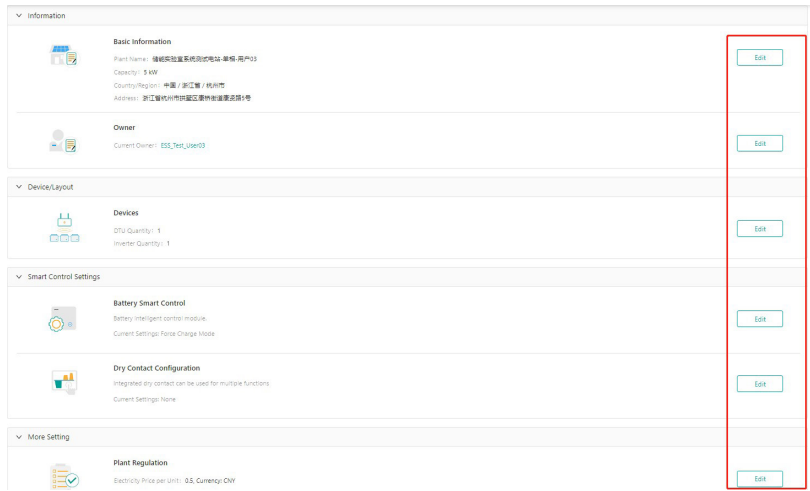 Information
Basic Information
Plant Name: 储能实验室系统测试电站-单相-用户03
Capacity: 5 kW
Country/Region: 中国 / 浙江省 / 杭州市
Address: 浙江省杭州市拱墅区康桥街道康贤路5号
Edit
Owner
Current Owner: ESS_Test_User03
Edit
Device/Layout
Devices
DTU Quantity: 1
Inverter Quantity: 1
Edit
Smart Control Settings
Battery Smart Control
Battery intelligent control module.
Current Settings: Force Charge Mode
Edit
Dry Contact Configuration
Integrated dry contact can be used for multiple functions
Current Settings: None
Edit
More Setting
Plant Regulation
Electricity Price per Unit: 0.5, Currency: CNY
Edit